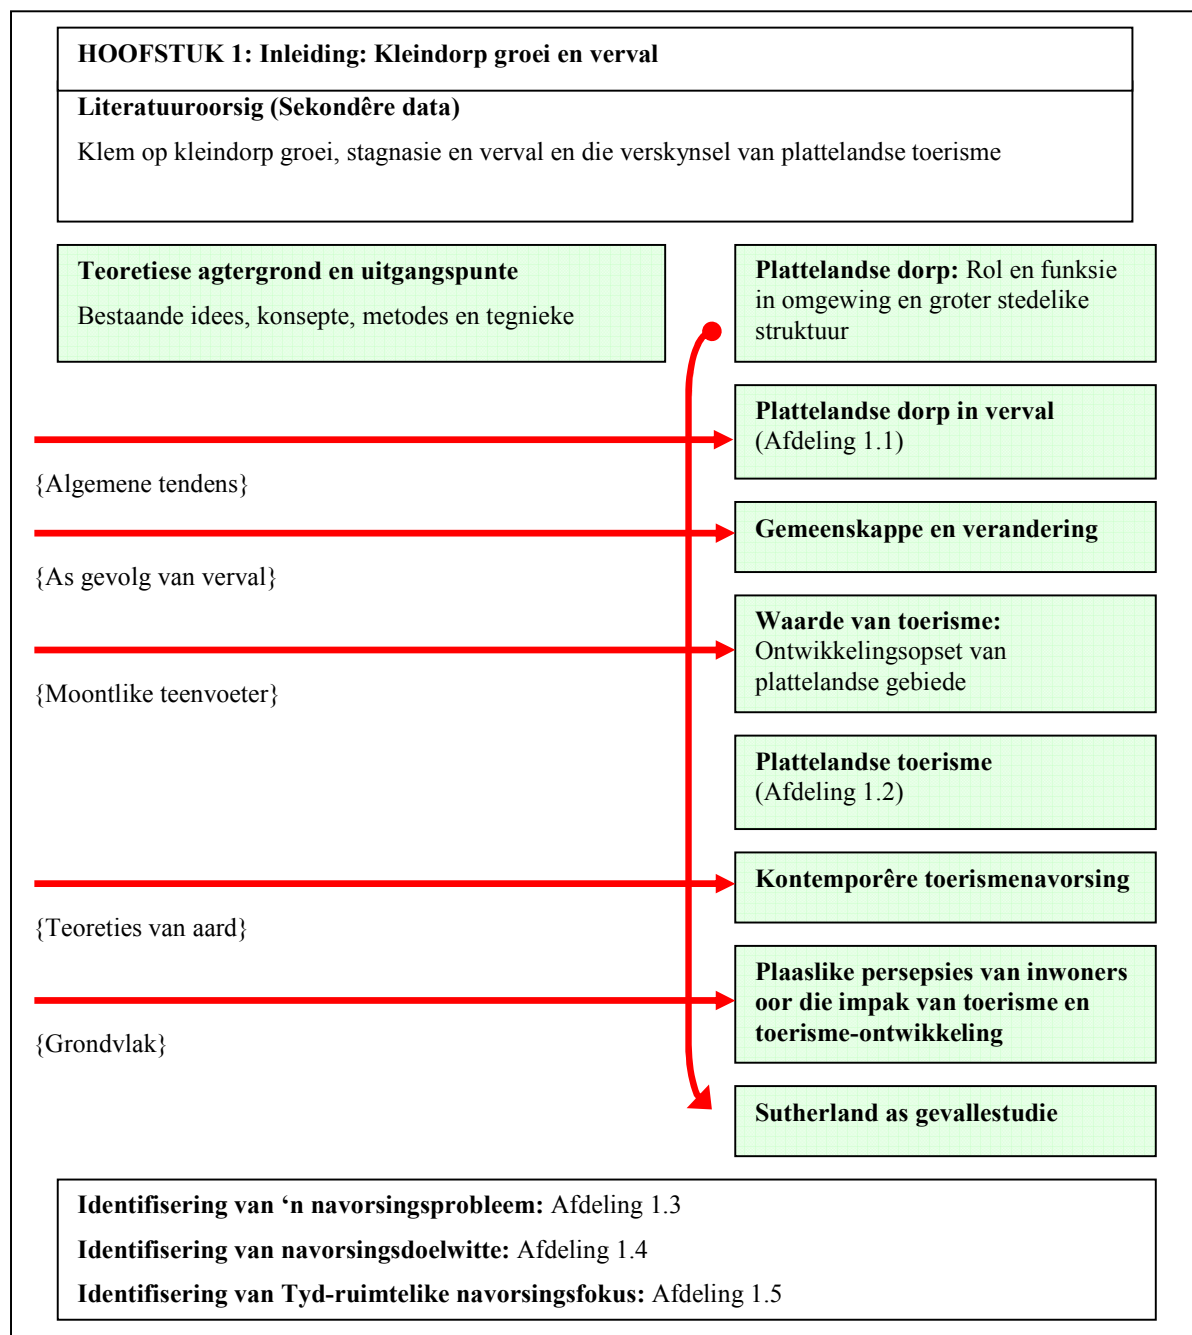 HOOFSTUK 1: Inleiding: Kleindorp groei en verval
Literatuuroorsig (Sekondêre data)
Klem op kleindorp groei, stagnasie en verval en die verskynsel van plattelandse toerisme
Teoretiese agtergrond en uitgangspunte
Bestaande idees, konsepte, metodes en tegnieke
Plattelandse dorp: Rol en funksie
in omgewing en groter stedelike
struktuur
Plattelandse dorp in verval
(Afdeling 1.1)
{Algemene tendens}
Gemeenskappe en verandering
{As gevolg van verval}
Waarde van toerisme:
Ontwikkelingsopset van
plattelandse gebiede
{Moontlike teenvoeter}
Plattelandse toerisme
(Afdeling 1.2)
Kontemporêre toerismenavorsing
{Teoreties van aard}
Plaaslike persepsies van inwoners
oor die impak van toerisme en
toerisme-ontwikkeling
{Grondvlak}
Sutherland as gevallestudie
Identifisering van ‘n navorsingsprobleem: Afdeling 1.3
Identifisering van navorsingsdoelwitte: Afdeling 1.4
Identifisering van Tyd-ruimtelike navorsingsfokus: Afdeling 1.5